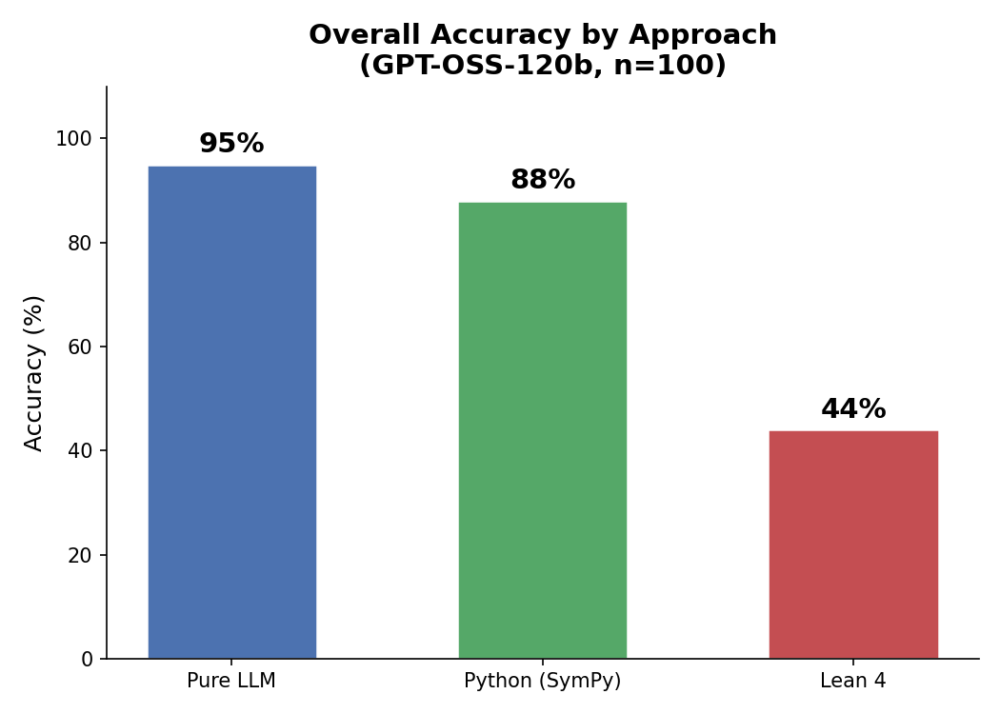 Overall Accuracy by Approach
(GPT-OSS-120b, n=100)
Accuracy (%)
100
80
60
40
20
0
95%
88%
44%
Pure LLM
Python (SymPy)
Lean 4